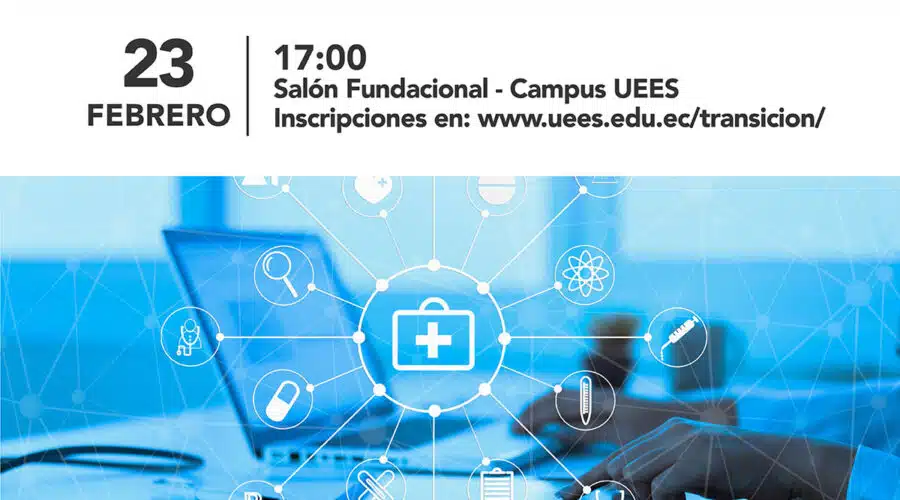 23
FEBRERO
17:00
Salón Fundacional - Campus UEES
Inscripciones en: www.uees.edu.ec/transicion/